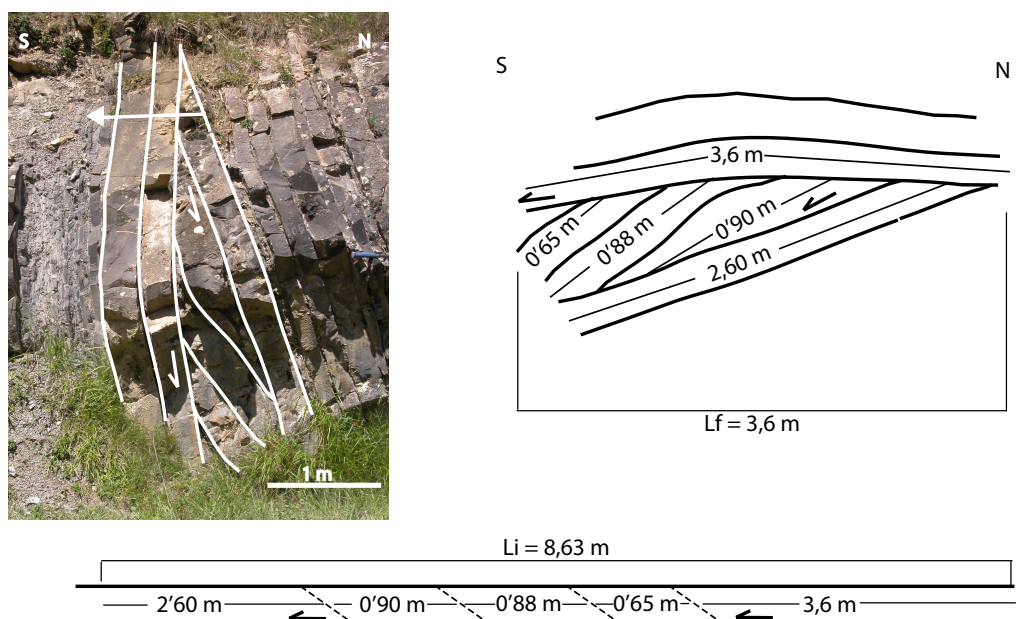 S
N
1 m
S
N
3,6 m
0'65 m
0'88 m
0'90 m
2,60 m
Lf = 3,6 m
Li = 8,63 m
2'60 m
0'90 m
0'88 m
0'65 m
3,6 m